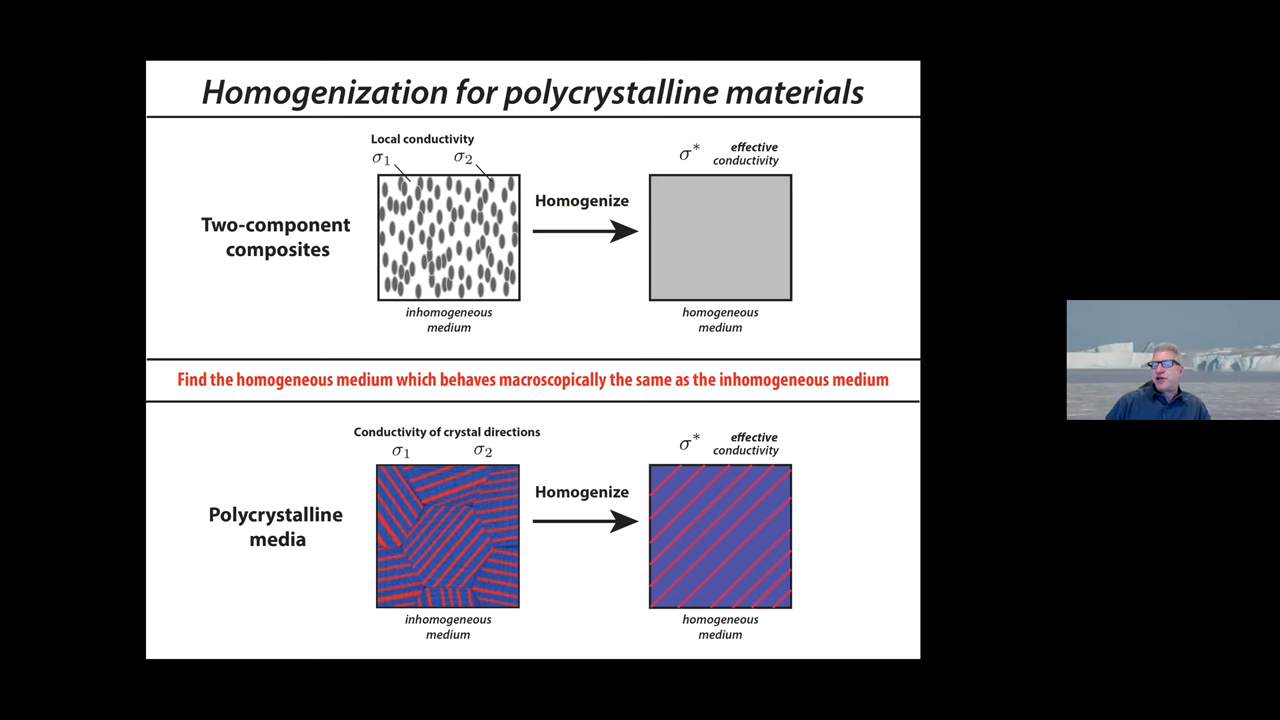 Homogenization for polycrystalline materials
Local conductivity
σ1 σ2
σ* effective
conductivity
Two-component
composites
Homogenize
inhomogeneous
medium
homogeneous
medium
Find the homogeneous medium which behaves macroscopically the same as the inhomogeneous medium
Conductivity of crystal directions
σ1 σ2
σ* effective
conductivity
Polycrystalline
media
Homogenize
inhomogeneous
medium
homogeneous
medium